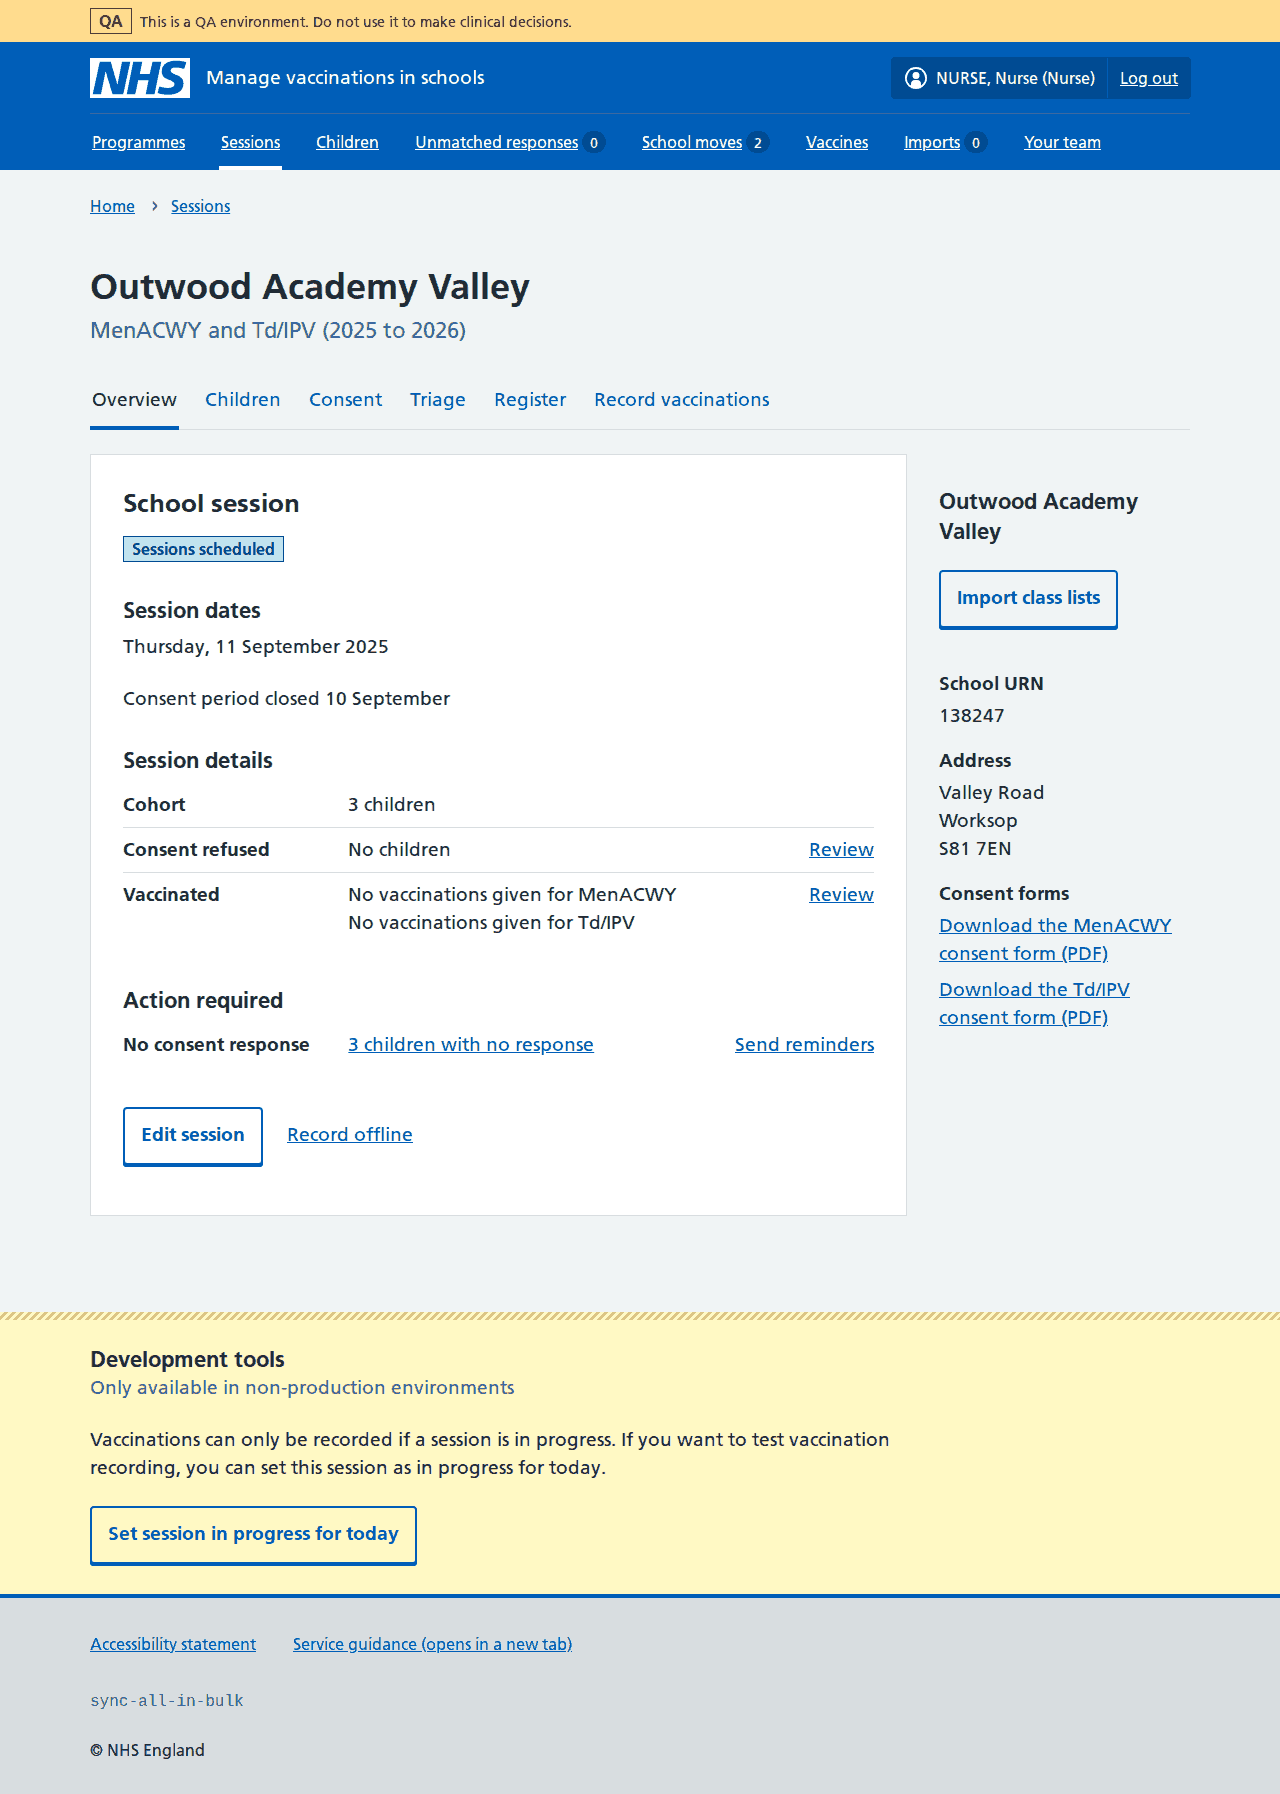 QA This is a QA environment. Do not use it to make clinical decisions.
NHS Manage vaccinations in schools NURSE, Nurse (Nurse) Log out
Programmes Sessions Children Unmatched responses 0 School moves 2 Vaccines Imports 0 Your team
Home › Sessions
Outwood Academy Valley
MenACWY and Td/IPV (2025 to 2026)
Overview Children Consent Triage Register Record vaccinations
School session
Sessions scheduled
Session dates
Thursday, 11 September 2025
Consent period closed 10 September
Session details
Cohort 3 children
Consent refused No children Review
Vaccinated No vaccinations given for MenACWY Review
No vaccinations given for Td/IPV
Action required
No consent response 3 children with no response Send reminders
Edit session Record offline
Outwood Academy
Valley
Import class lists
School URN
138247
Address
Valley Road
Worksop
S81 7EN
Consent forms
Download the MenACWY
consent form (PDF)
Download the Td/IPV
consent form (PDF)
Development tools
Only available in non-production environments
Vaccinations can only be recorded if a session is in progress. If you want to test vaccination
recording, you can set this session as in progress for today.
Set session in progress for today
Accessibility statement Service guidance (opens in a new tab)
sync-all-in-bulk
© NHS England